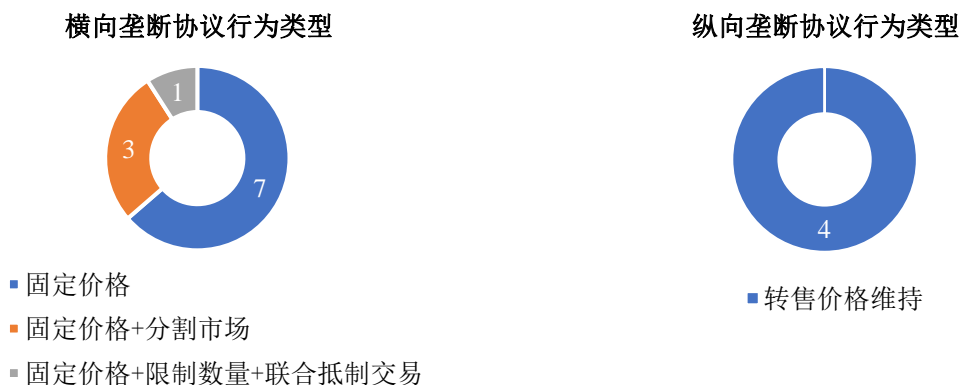 横向垄断协议行为类型
1
3
7
固定价格
固定价格+分割市场
固定价格+限制数量+联合抵制交易
纵向垄断协议行为类型
4
转售价格维持